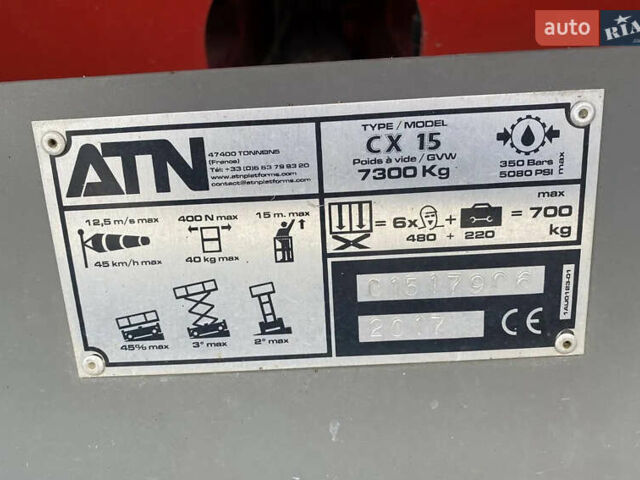 auto RIA
ATN
47400 TONNEINS
(France)
Tél: +33 (0)5 53 79 83 20
www.atnplatforms.com
contact@atnplatforms.com
TYPE / MODEL
CX 15
Poids à vide / GVW
7300 Kg
350 Bars
5080 PSI
max
12,5 m/s max
45 km/h max
400 N max
40 kg max
15 m. max
= 6x + = 700 kg
max
480 + 220
45% max
3° max
2° max
01517906
2017
CE
1AU0123-01